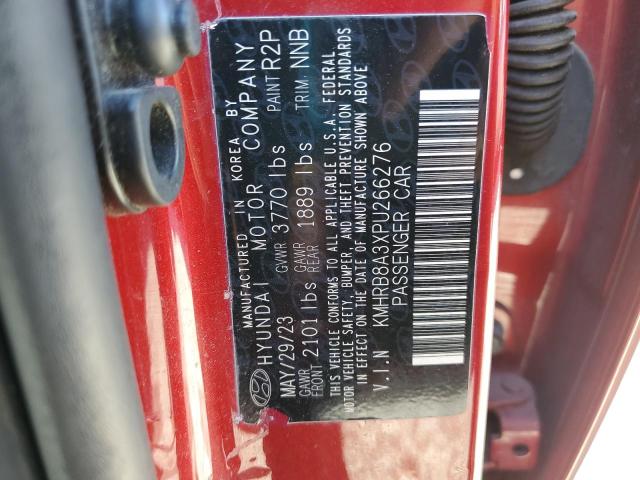 MANUFACTURED IN KOREA BY
HYUNDAI MOTOR COMPANY
MAY/29/23 GVWR 3770 lbs PAINT R2P
GAWR FRONT 2101 lbs GAWR REAR 1889 lbs TRIM. NNB
THIS VEHICLE CONFORMS TO ALL APPLICABLE U.S.A. FEDERAL
MOTOR VEHICLE SAFETY, BUMPER, AND THEFT PREVENTION STANDARDS
IN EFFECT ON THE DATE OF MANUFACTURE SHOWN ABOVE
V.I.N KMHRB8A3XPU266276
PASSENGER CAR